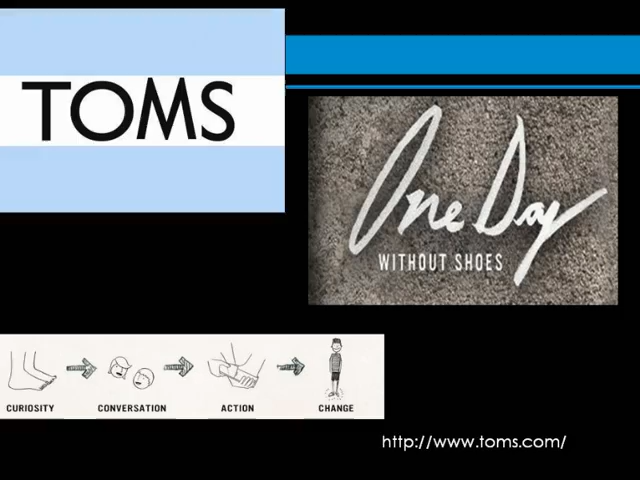 TOMS
One Day
WITHOUT SHOES
CURIOSITY CONVERSATION ACTION CHANGE
http://www.toms.com/